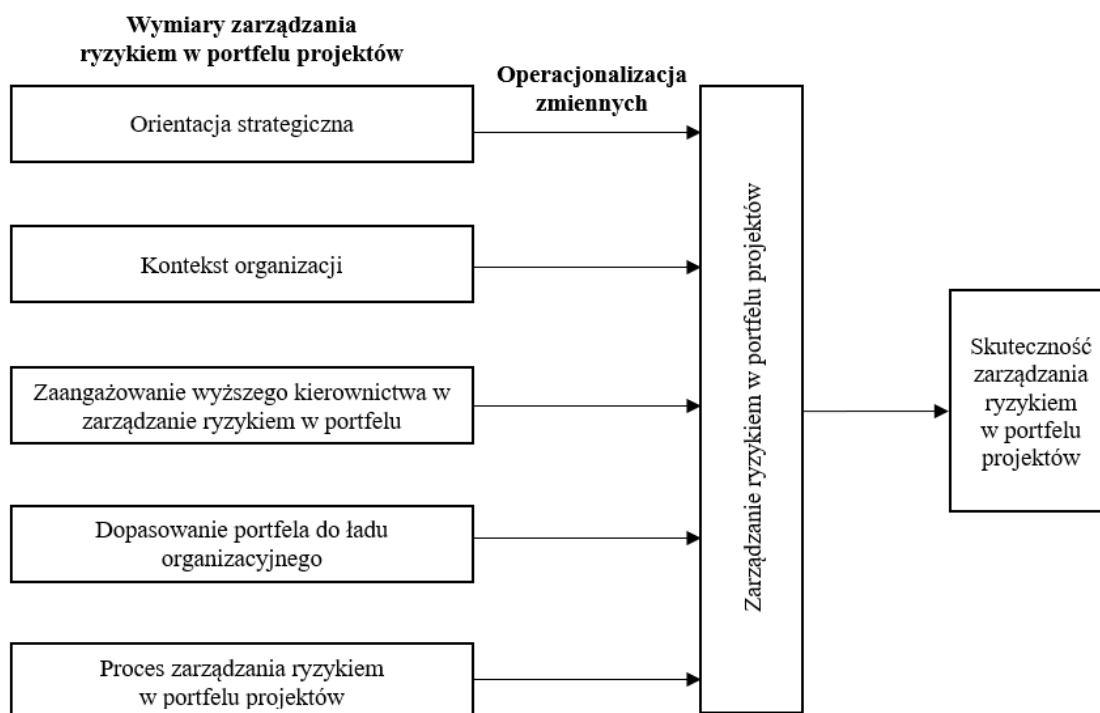 Wymiary zarządzania
ryzykiem w portfelu projektów
Operacjonalizacja
zmiennych
Orientacja strategiczna
Kontekst organizacji
Zaangażowanie wyższego kierownictwa w
zarządzanie ryzykiem w portfelu
Dopasowanie portfela do ładu
organizacyjnego
Proces zarządzania ryzykiem
w portfelu projektów
Zarządzanie ryzykiem w portfelu projektów
Skuteczność
zarządzania
ryzykiem
w portfelu
projektów